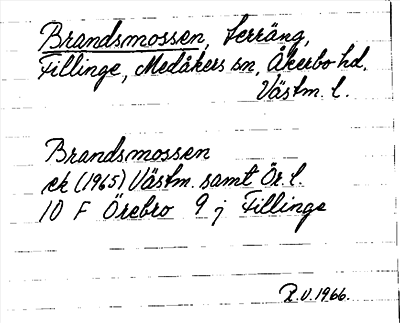 Brandsmossen, terräng,
Fillinge, Medåkers sn, Åkerbo hd.
Västm. l.
Brandsmossen
ek (1965) Västm. samt Ör. l.
10 F Örebro 9 j Fillinge
R.U. 1966.